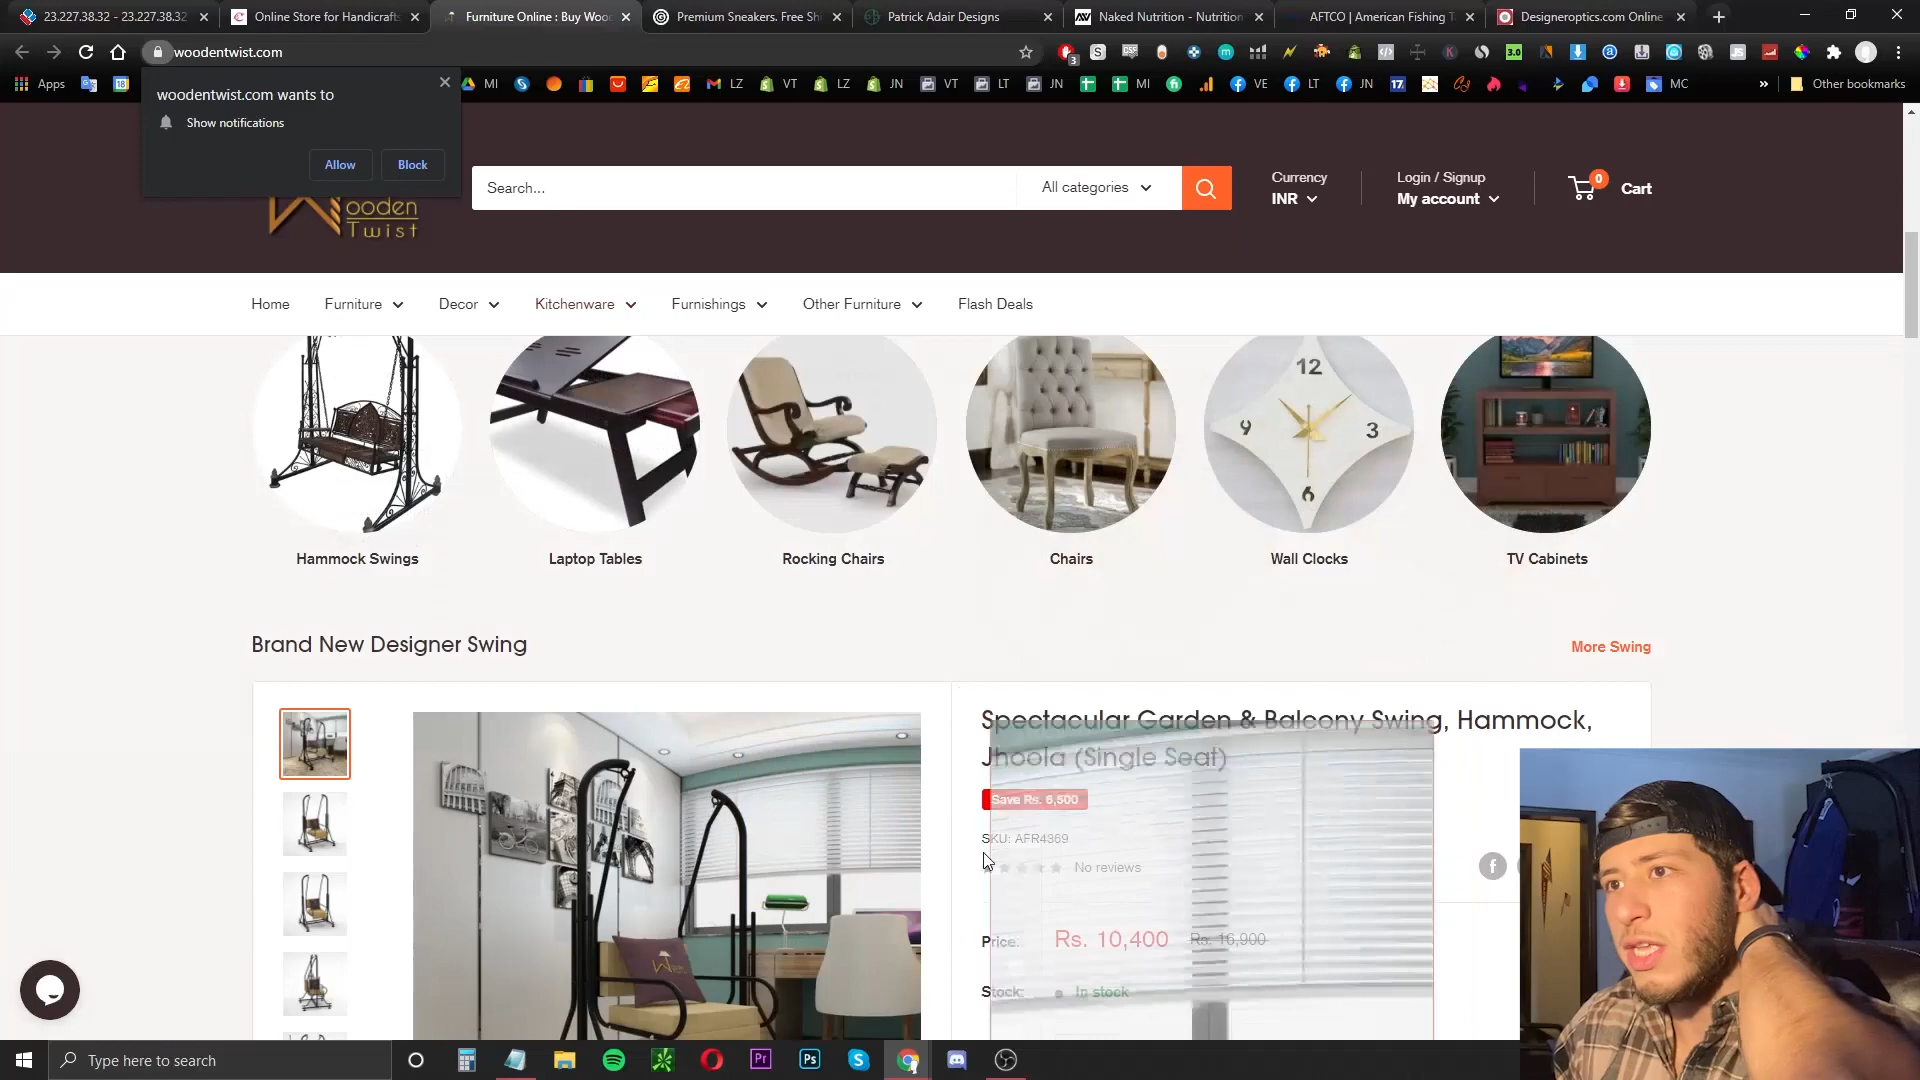 23.227.38.32 - 23.227.38.32
Online Store for Handicrafts
Furniture Online : Buy Wood
Premium Sneakers. Free Sh
Patrick Adair Designs
Naked Nutrition - Nutrition
AFTCO | American Fishing T
Designeroptics.com Online
woodentwist.com
Apps
MI
LZ
VT
LZ
JN
VT
LT
JN
MI
VE
LT
JN
MC
Other bookmarks
woodentwist.com wants to
Show notifications
Allow
Block
Wooden
Twist
Search...
All categories
Currency
INR
Login / Signup
My account
0
Cart
Home
Furniture
Decor
Kitchenware
Furnishings
Other Furniture
Flash Deals
12
9
3
6
Hammock Swings
Laptop Tables
Rocking Chairs
Chairs
Wall Clocks
TV Cabinets
Brand New Designer Swing
More Swing
Spectacular Garden & Balcony Swing, Hammock,
Jhoola (Single Seat)
Save Rs. 6,500
SKU: AFR4369
No reviews
Price:
Rs. 10,400
Rs. 16,900
Stock:
In stock
Type here to search